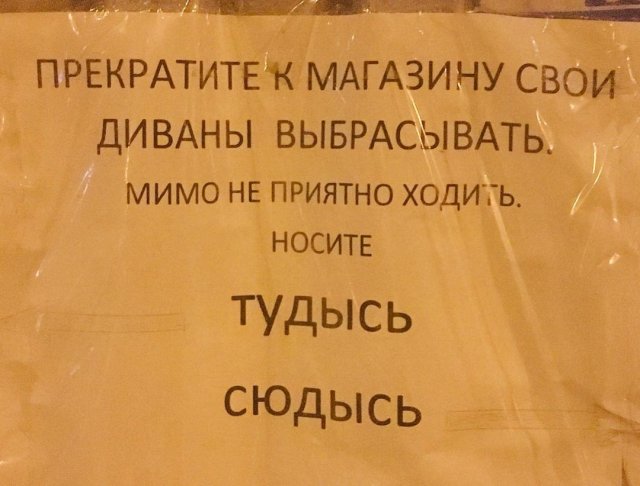 ПРЕКРАТИТЕ К МАГАЗИНУ СВОИ
ДИВАНЫ ВЫБРАСЫВАТЬ.
МИМО НЕ ПРИЯТНО ХОДИТЬ.
НОСИТЕ
ТУДЫСЬ
СЮДЫСЬ